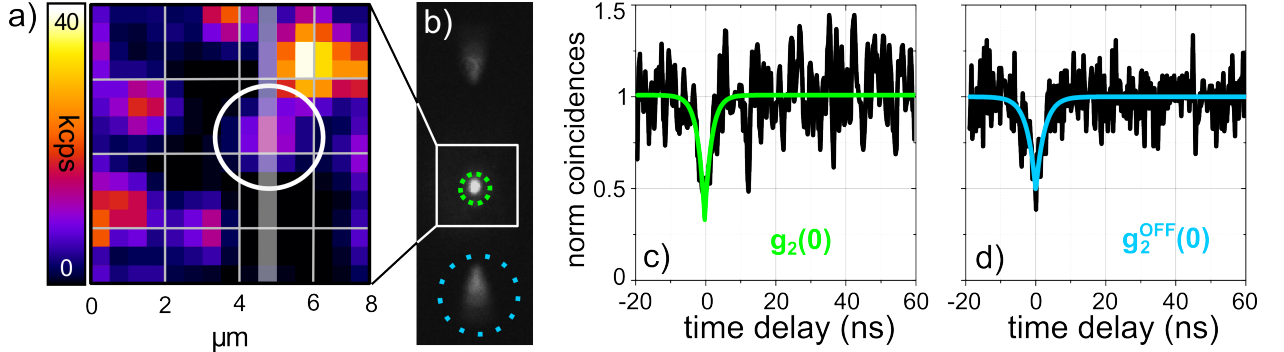 a)
40
kcps
0
0
2
4
6
8
µm
b)
norm coincidences
1.5
1
0.5
0
c)
g₂(0)
-20
0
20
40
60
time delay (ns)
d)
g₂ᴼᶠᶠ(0)
-20
0
20
40
60
time delay (ns)